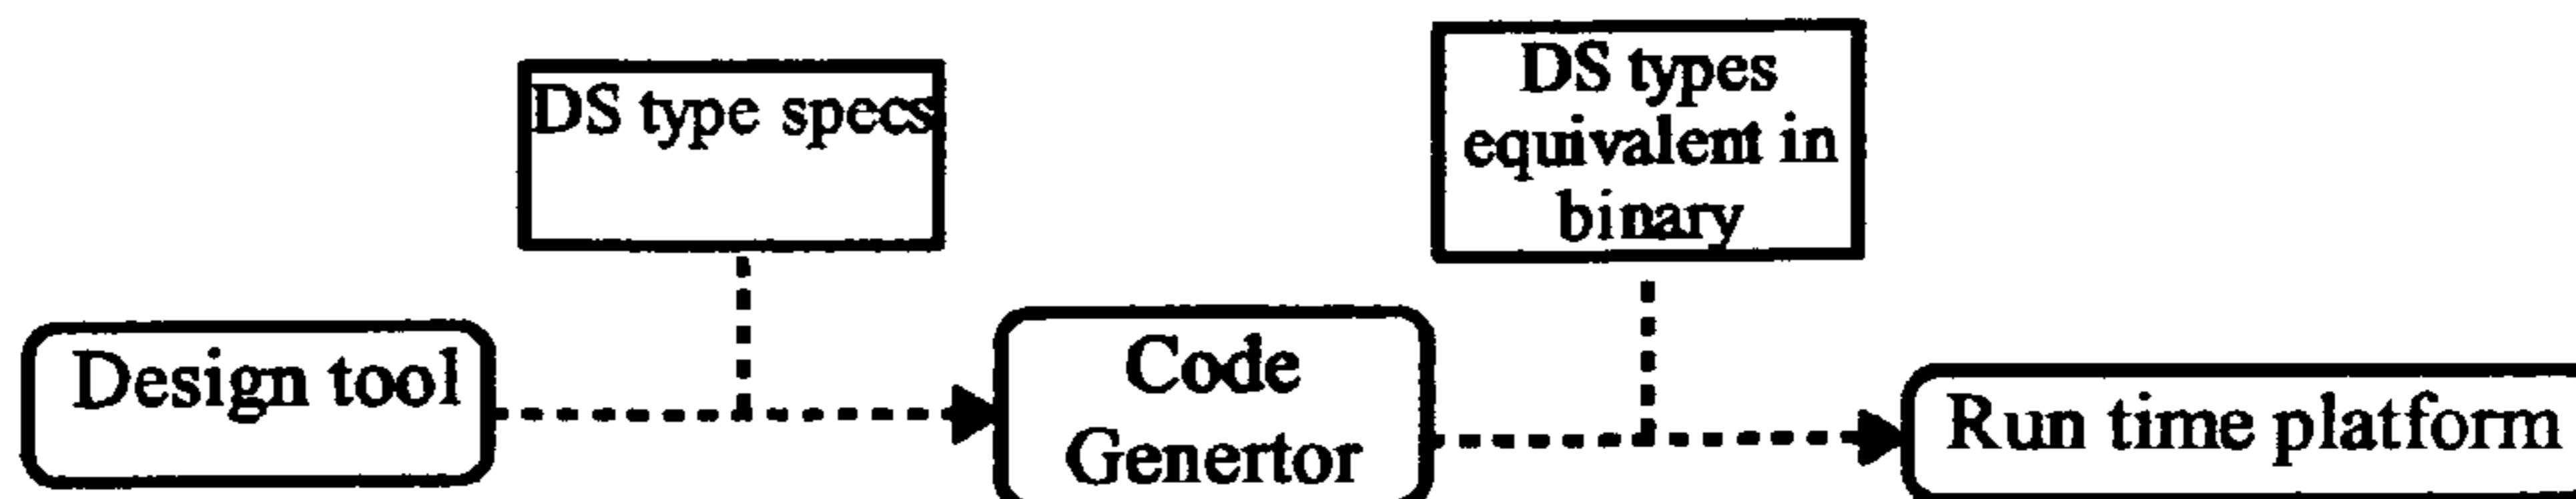 DS type specs
DS types
equivalent in
binary
Design tool
Code
Genertor
Run time platform